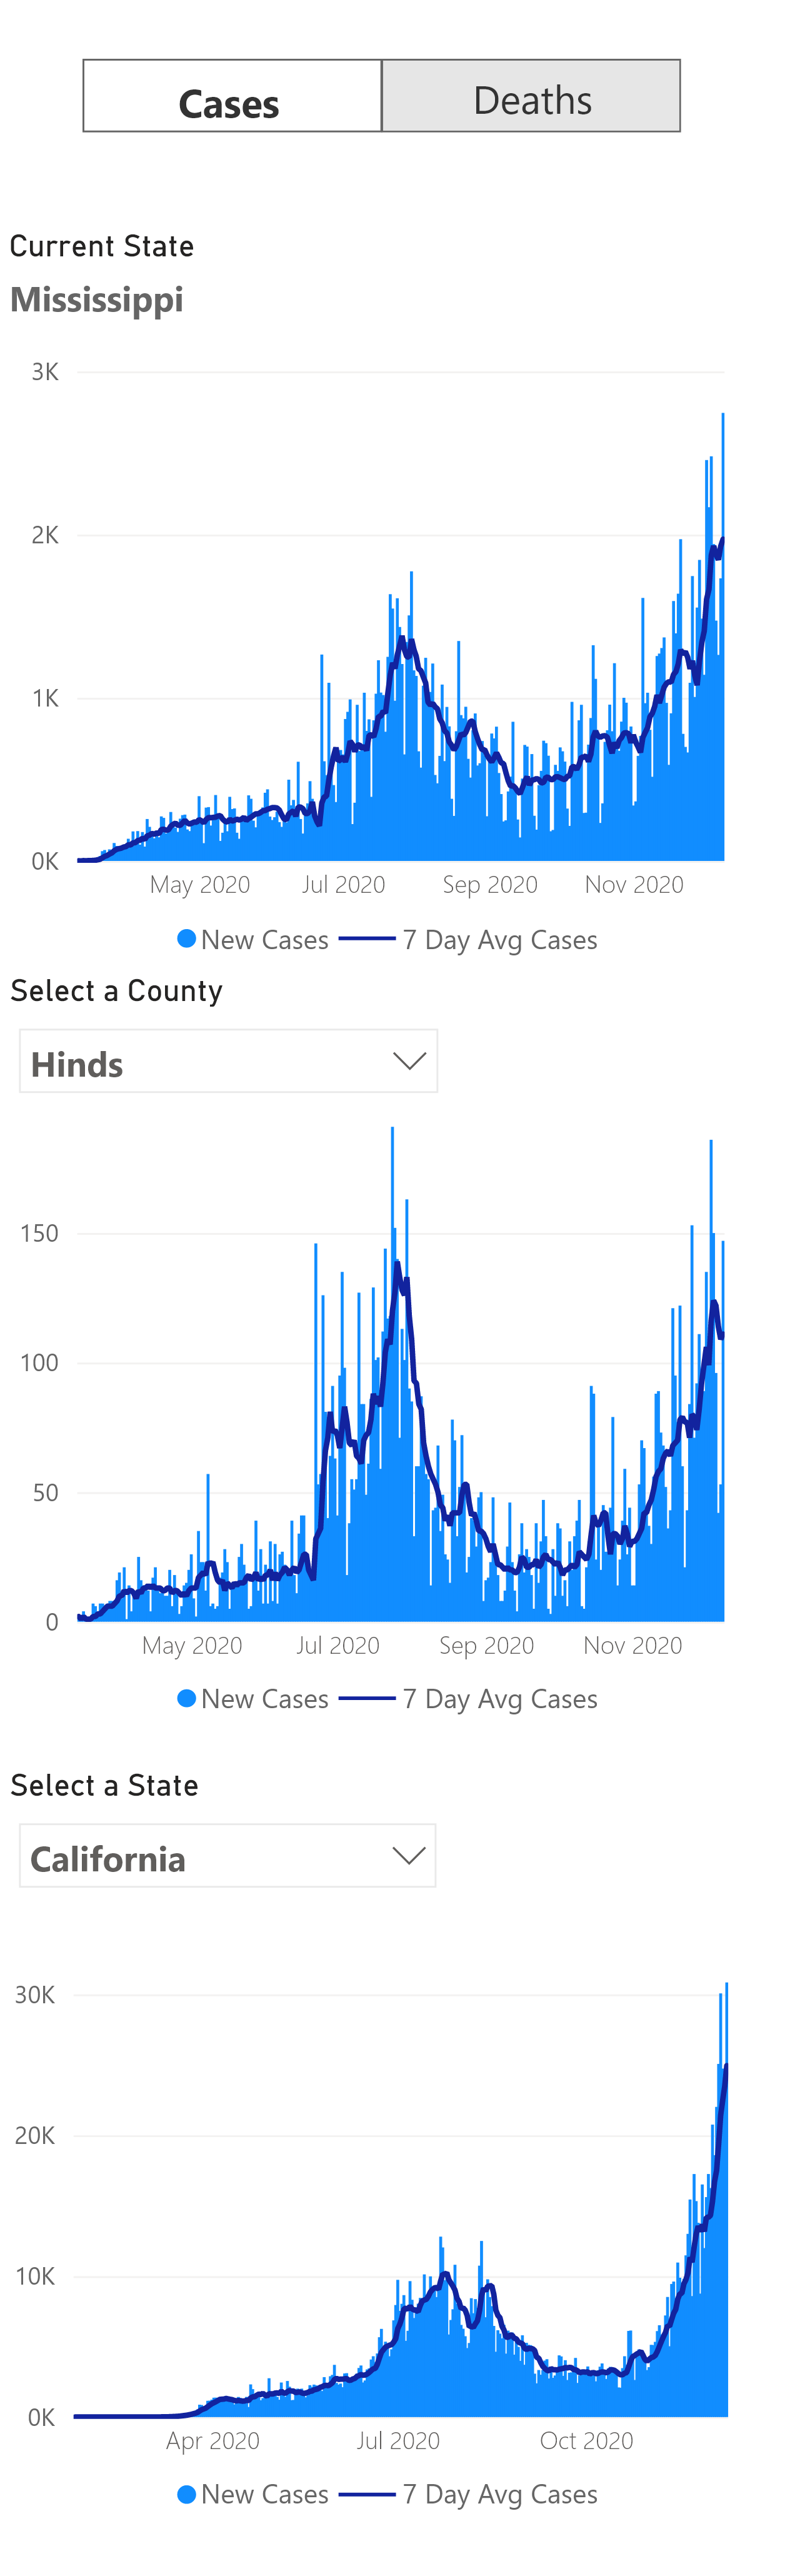 Cases Deaths
Current State
Mississippi
3K
2K
1K
0K
May 2020 Jul 2020 Sep 2020 Nov 2020
New Cases 7 Day Avg Cases
Select a County
Hinds
150
100
50
0
May 2020 Jul 2020 Sep 2020 Nov 2020
New Cases 7 Day Avg Cases
Select a State
California
30K
20K
10K
0K
Apr 2020 Jul 2020 Oct 2020
New Cases 7 Day Avg Cases